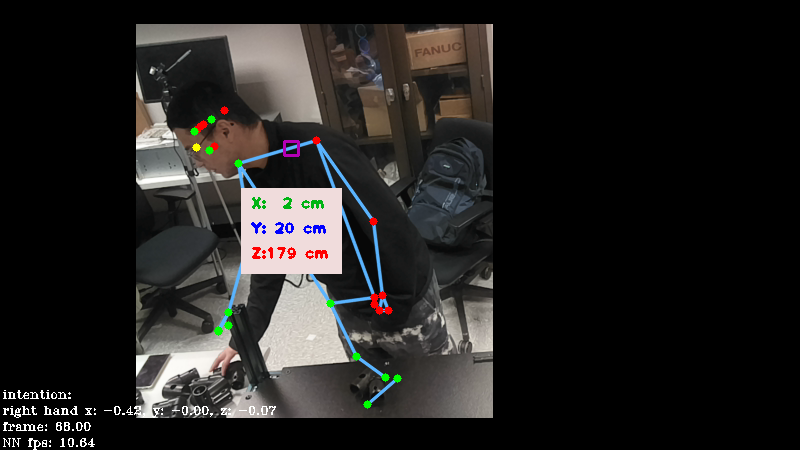 FANUC
X: 2 cm
Y: 20 cm
Z:179 cm
intention:
right hand x: -0.42, y: -0.00, z: -0.07
frame: 68.00
NN fps: 10.64